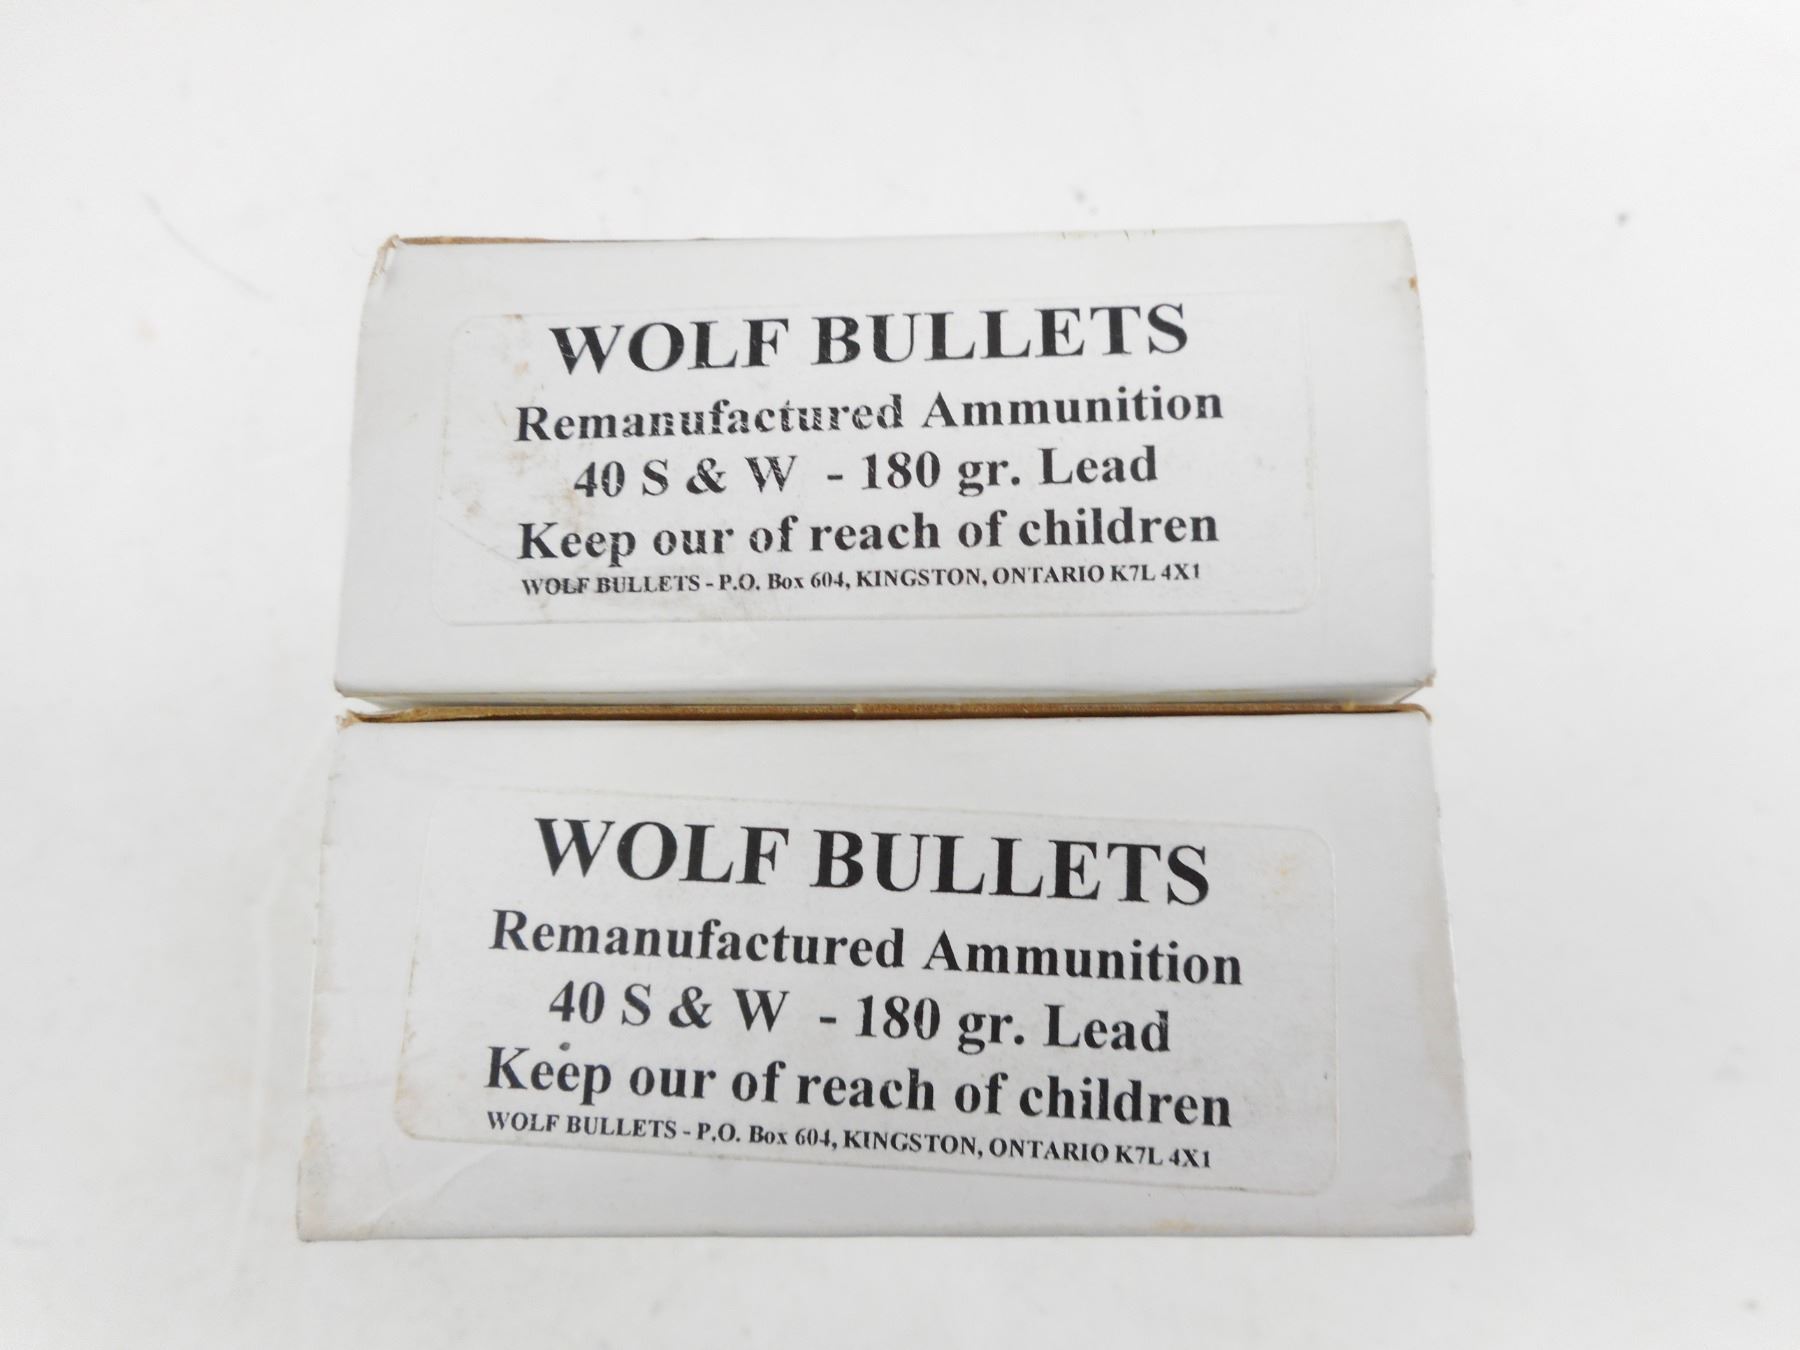 WOLF BULLETS
Remanufactured Ammunition
40 S & W - 180 gr. Lead
Keep our of reach of children
WOLF BULLETS - P.O. Box 604, KINGSTON, ONTARIO K7L 4X1
WOLF BULLETS
Remanufactured Ammunition
40 S & W - 180 gr. Lead
Keep our of reach of children
WOLF BULLETS - P.O. Box 604, KINGSTON, ONTARIO K7L 4X1